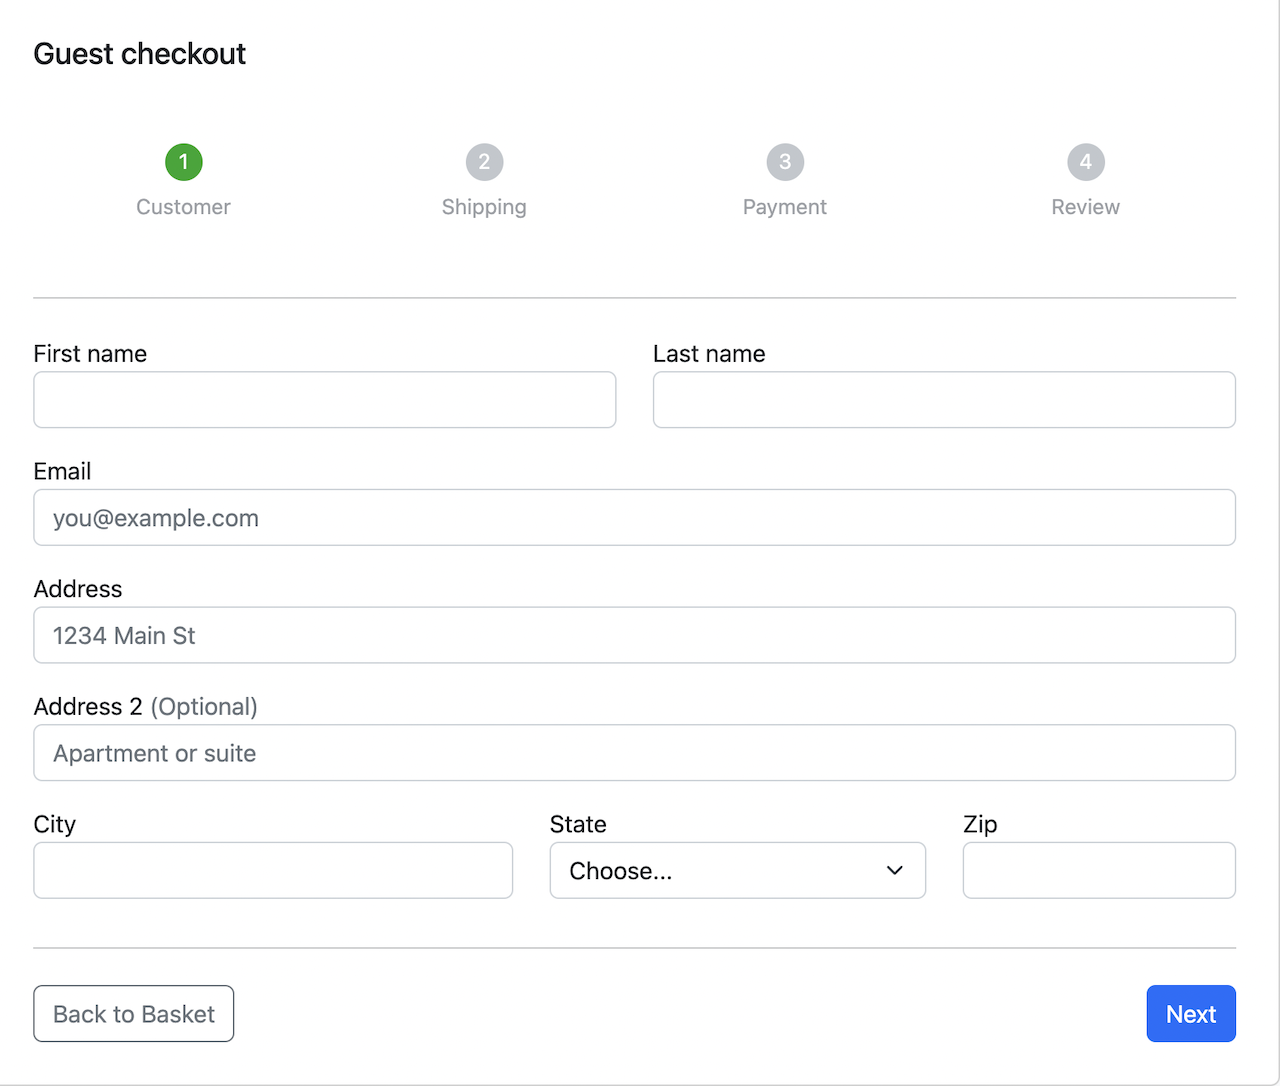 Guest checkout
1 2 3 4
Customer Shipping Payment Review
First name Last name
Email
you@example.com
Address
1234 Main St
Address 2 (Optional)
Apartment or suite
City State Zip
Choose...
Back to Basket Next